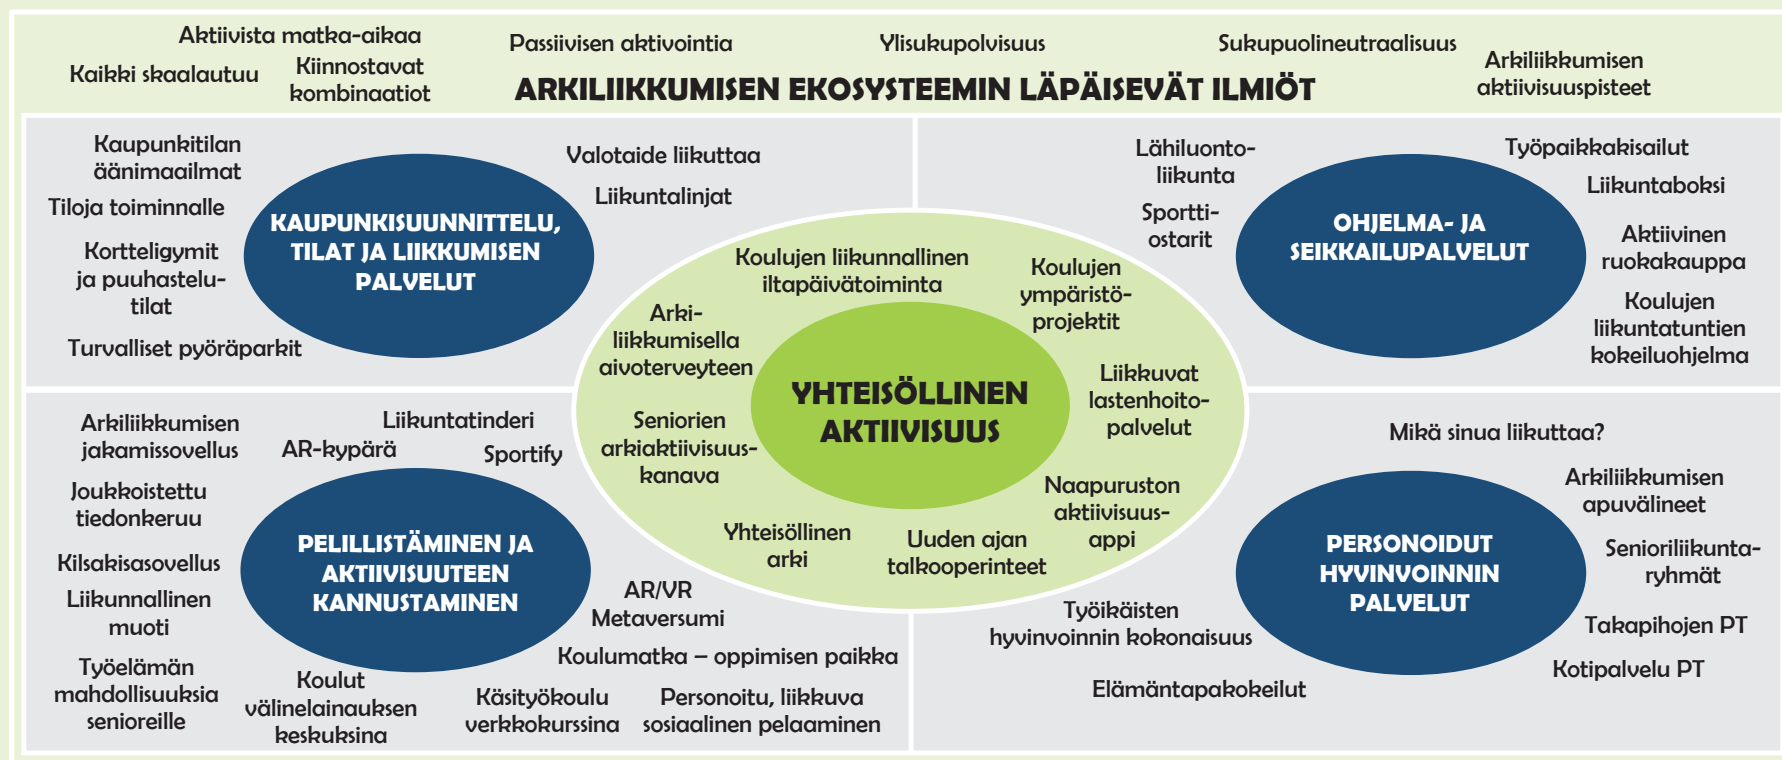 Aktiivista matka-aikaa
Passiivisen aktivointia
Ylisukupolvisuus
Sukupuolineutraalisuus
Kaikki skaalautuu
Kiinnostavat
kombinaatiot
Arkiliikkumisen
aktiivisuuspisteet
ARKILIIKKUMISEN EKOSYSTEEMIN LÄPÄISEVÄT ILMIÖT
Kaupunkitilan
äänimaailmat
Valotaide liikuttaa
Tiloja toiminnalle
Liikuntalinjat
KAUPUNKISUUNNITTELU,
TILAT JA LIIKKUMISEN
PALVELUT
Kortteligymit
ja puuhastelu-
tilat
Turvalliset pyöräparkit
Lähiluonto-
liikunta
Työpaikkakisailut
Liikuntaboksi
Sportti-
ostarit
OHJELMA- JA
SEIKKAILUPALVELUT
Aktiivinen
ruokakauppa
Koulujen
liikuntatuntien
kokeiluohjelma
Koulujen liikunnallinen
iltapäivätoiminta
Koulujen
ympäristö-
projektit
Arki-
liikkumisella
aivoterveyteen
YHTEISÖLLINEN
AKTIIVISUUS
Liikkuvat
lastenhoito-
palvelut
Seniorien
arkiaktiivisuus-
kanava
Naapuruston
aktiivisuus-
appi
Yhteisöllinen
arki
Uuden ajan
talkooperinteet
Arkiliikkumisen
jakamissovellus
Liikuntatinderi
AR-kypärä
Sportify
Joukkoistettu
tiedonkeruu
Kilsakisasovellus
PELILLISTÄMINEN JA
AKTIIVISUUTEEN
KANNUSTAMINEN
Liikunnallinen
muoti
AR/VR
Metaversumi
Koulumatka – oppimisen paikka
Työelämän
mahdollisuuksia
senioreille
Koulut
välinelainauksen
keskuksina
Käsityökoulu
verkkokurssina
Personoitu, liikkuva
sosiaalinen pelaaminen
Mikä sinua liikuttaa?
Arkiliikkumisen
apuvälineet
PERSONOIDUT
HYVINVOINNIN
PALVELUT
Senioriliikunta-
ryhmät
Työikäisten
hyvinvoinnin kokonaisuus
Takapihojen PT
Kotipalvelu PT
Elämäntapakokeilut